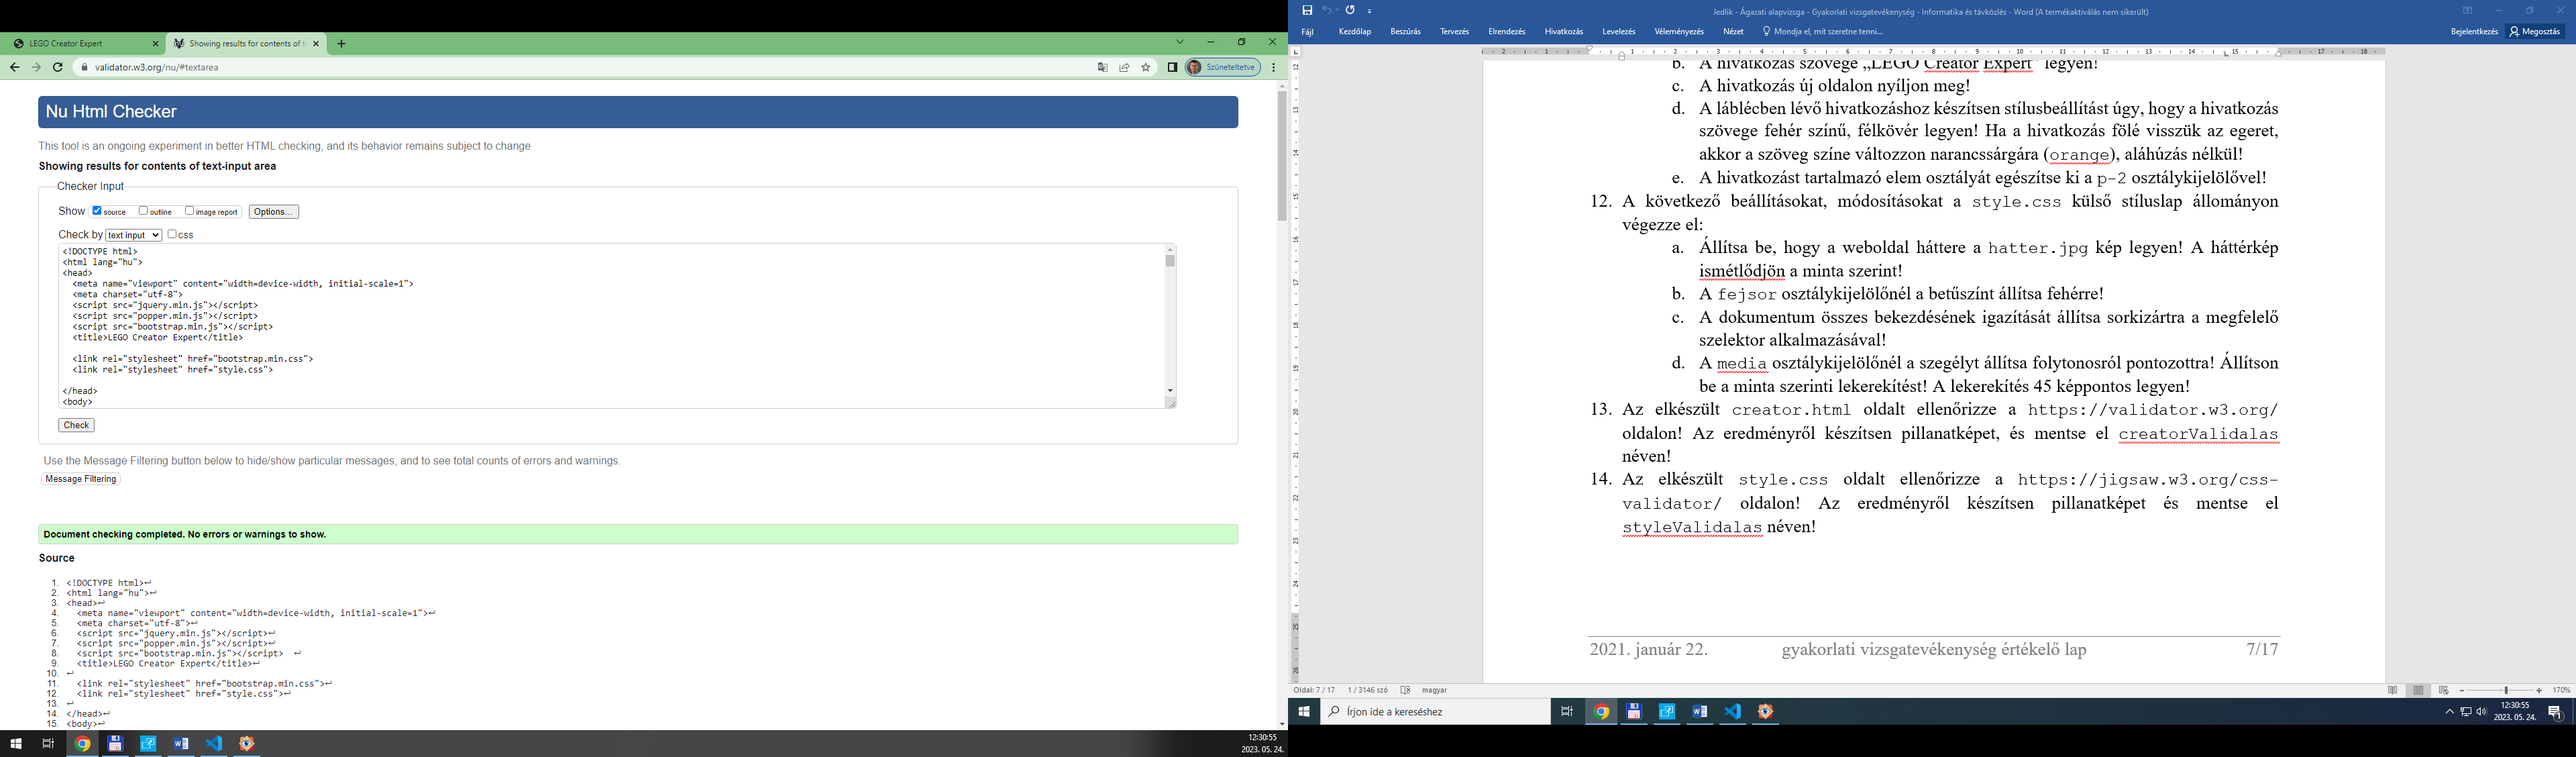 LEGO Creator Expert
Showing results for contents of t
validator.w3.org/nu/#textarea
Szüneteltetve
Nu Html Checker
This tool is an ongoing experiment in better HTML checking, and its behavior remains subject to change
Showing results for contents of text-input area
Checker Input
Show source outline image report Options...
Check by text input css
<!DOCTYPE html>
<html lang="hu">
<head>
<meta name="viewport" content="width=device-width, initial-scale=1">
<meta charset="utf-8">
<script src="jquery.min.js"></script>
<script src="popper.min.js"></script>
<script src="bootstrap.min.js"></script>
<title>LEGO Creator Expert</title>
<link rel="stylesheet" href="bootstrap.min.css">
<link rel="stylesheet" href="style.css">
</head>
<body>
Check
Use the Message Filtering button below to hide/show particular messages, and to see total counts of errors and warnings.
Message Filtering
Document checking completed. No errors or warnings to show.
Source
1. <!DOCTYPE html>↩
2. <html lang="hu">↩
3. <head>↩
4. <meta name="viewport" content="width=device-width, initial-scale=1">↩
5. <meta charset="utf-8">↩
6. <script src="jquery.min.js"></script>↩
7. <script src="popper.min.js"></script>↩
8. <script src="bootstrap.min.js"></script> ↩
9. <title>LEGO Creator Expert</title>↩
10. ↩
11. <link rel="stylesheet" href="bootstrap.min.css">↩
12. <link rel="stylesheet" href="style.css">↩
13. ↩
14. </head>↩
15. <body>↩
12:30:55
2023. 05. 24.
Jedlik - Ágazati alapvizsga - Gyakorlati vizsgatevékenység - Informatika és távközlés - Word (A termékaktiválás nem sikerült)
Fájl Kezdőlap Beszúrás Tervezés Elrendezés Hivatkozás Levelezés Véleményezés Nézet Mondja el, mit szeretne tenni... Bejelentkezés Megosztás
b. A hivatkozás szövege „LEGO Creator Expert” legyen!
c. A hivatkozás új oldalon nyíljon meg!
d. A láblécben lévő hivatkozáshoz készítsen stílusbeállítást úgy, hogy a hivatkozás
szövege fehér színű, félkövér legyen! Ha a hivatkozás fölé visszük az egeret,
akkor a szöveg színe változzon narancssárgára (orange), aláhúzás nélkül!
e. A hivatkozást tartalmazó elem osztályát egészítse ki a p-2 osztálykijelölővel!
12. A következő beállításokat, módosításokat a style.css külső stíluslap állományon
végezze el:
a. Állítsa be, hogy a weboldal háttere a hatter.jpg kép legyen! A háttérkép
ismétlődjön a minta szerint!
b. A fejsor osztálykijelölőnél a betűszínt állítsa fehérre!
c. A dokumentum összes bekezdésének igazítását állítsa sorkizártra a megfelelő
szelektor alkalmazásával!
d. A media osztálykijelölőnél a szegélyt állítsa folytonosról pontozottra! Állítson
be a minta szerinti lekerekítést! A lekerekítés 45 képpontos legyen!
13. Az elkészült creator.html oldalt ellenőrizze a https://validator.w3.org/
oldalon! Az eredményről készítsen pillanatképet, és mentse el creatorValidalas
néven!
14. Az elkészült style.css oldalt ellenőrizze a https://jigsaw.w3.org/css-
validator/ oldalon! Az eredményről készítsen pillanatképet és mentse el
styleValidalas néven!
2021. január 22. gyakorlati vizsgatevékenység értékelő lap 7/17
Oldal: 7 / 17 1 / 3146 szó magyar 170%
Írjon ide a kereséshez
12:30:55
2023. 05. 24.